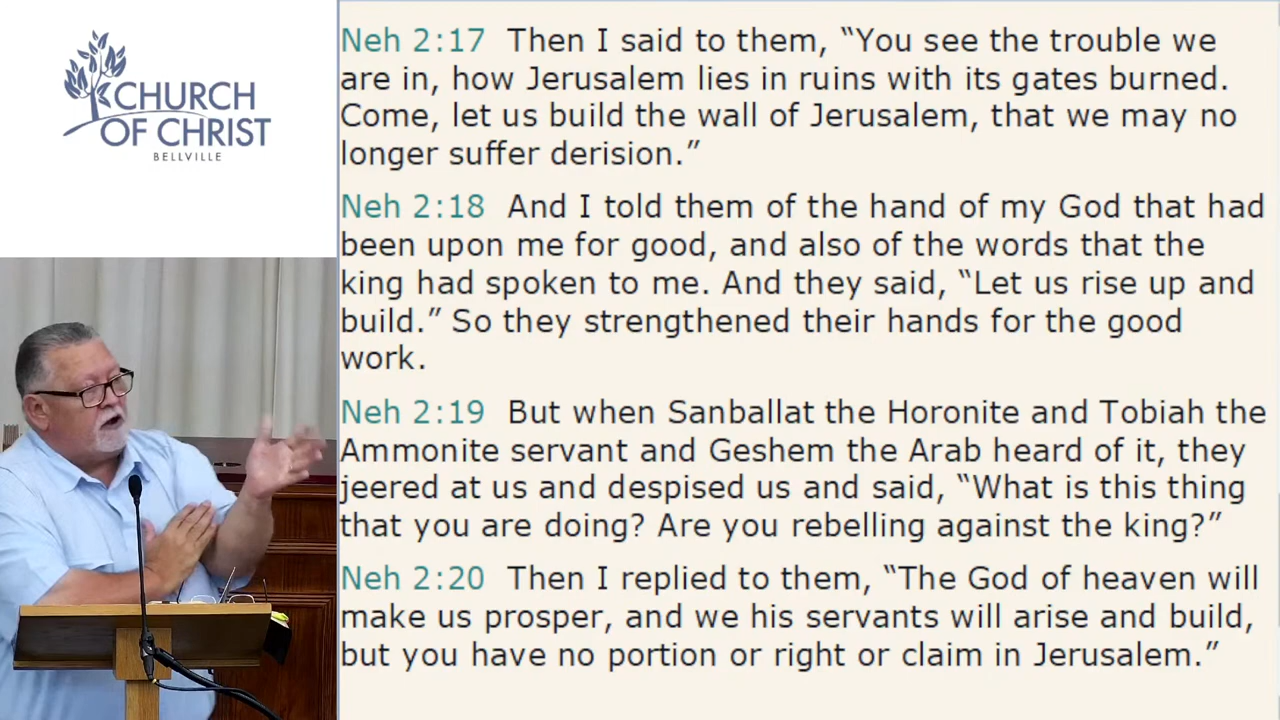 CHURCH
OF CHRIST
BELLVILLE
Neh 2:17 Then I said to them, “You see the trouble we
are in, how Jerusalem lies in ruins with its gates burned.
Come, let us build the wall of Jerusalem, that we may no
longer suffer derision.”
Neh 2:18 And I told them of the hand of my God that had
been upon me for good, and also of the words that the
king had spoken to me. And they said, “Let us rise up and
build.” So they strengthened their hands for the good
work.
Neh 2:19 But when Sanballat the Horonite and Tobiah the
Ammonite servant and Geshem the Arab heard of it, they
jeered at us and despised us and said, “What is this thing
that you are doing? Are you rebelling against the king?”
Neh 2:20 Then I replied to them, “The God of heaven will
make us prosper, and we his servants will arise and build,
but you have no portion or right or claim in Jerusalem.”